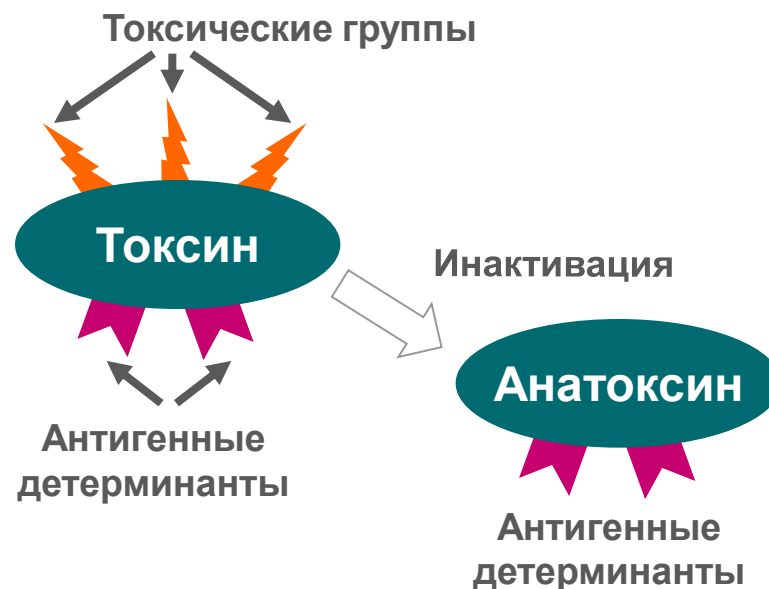 Токсические группы
Токсин
Инактивация
Анатоксин
Антигенные
детерминанты
Антигенные
детерминанты